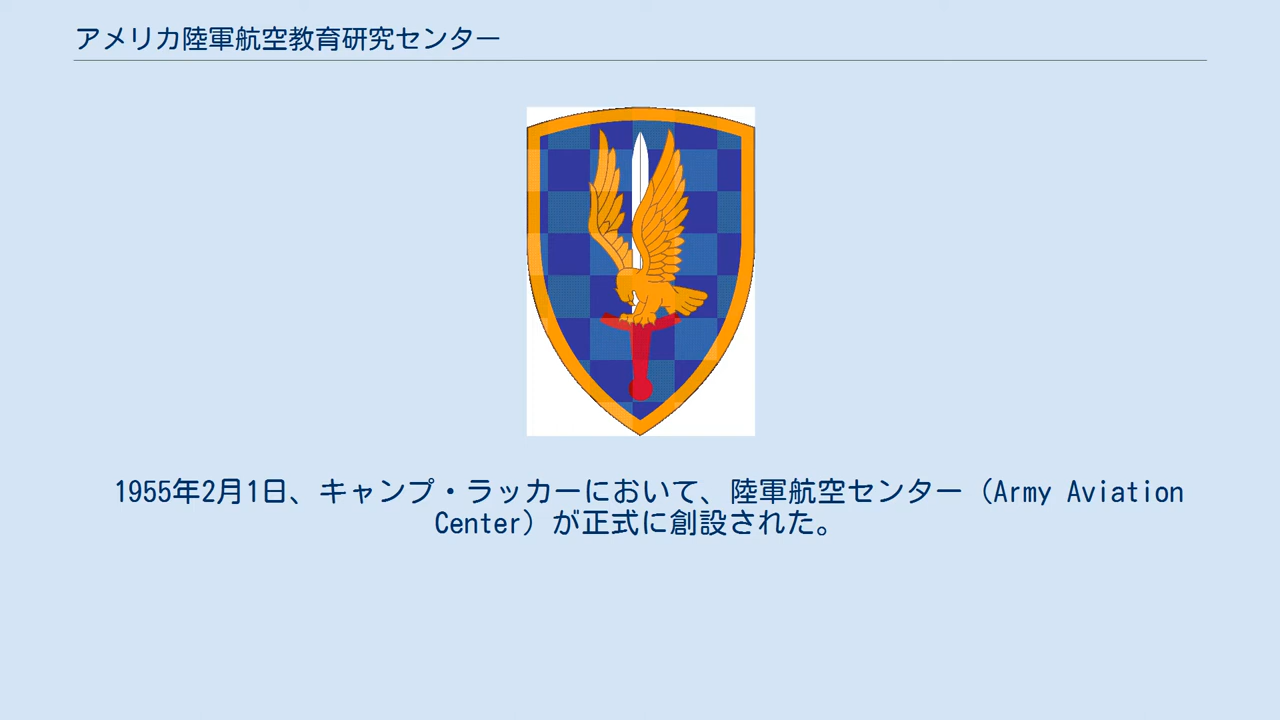 アメリカ陸軍航空教育研究センター
1955年2月1日、キャンプ・ラッカーにおいて、陸軍航空センター（Army Aviation
Center）が正式に創設された。